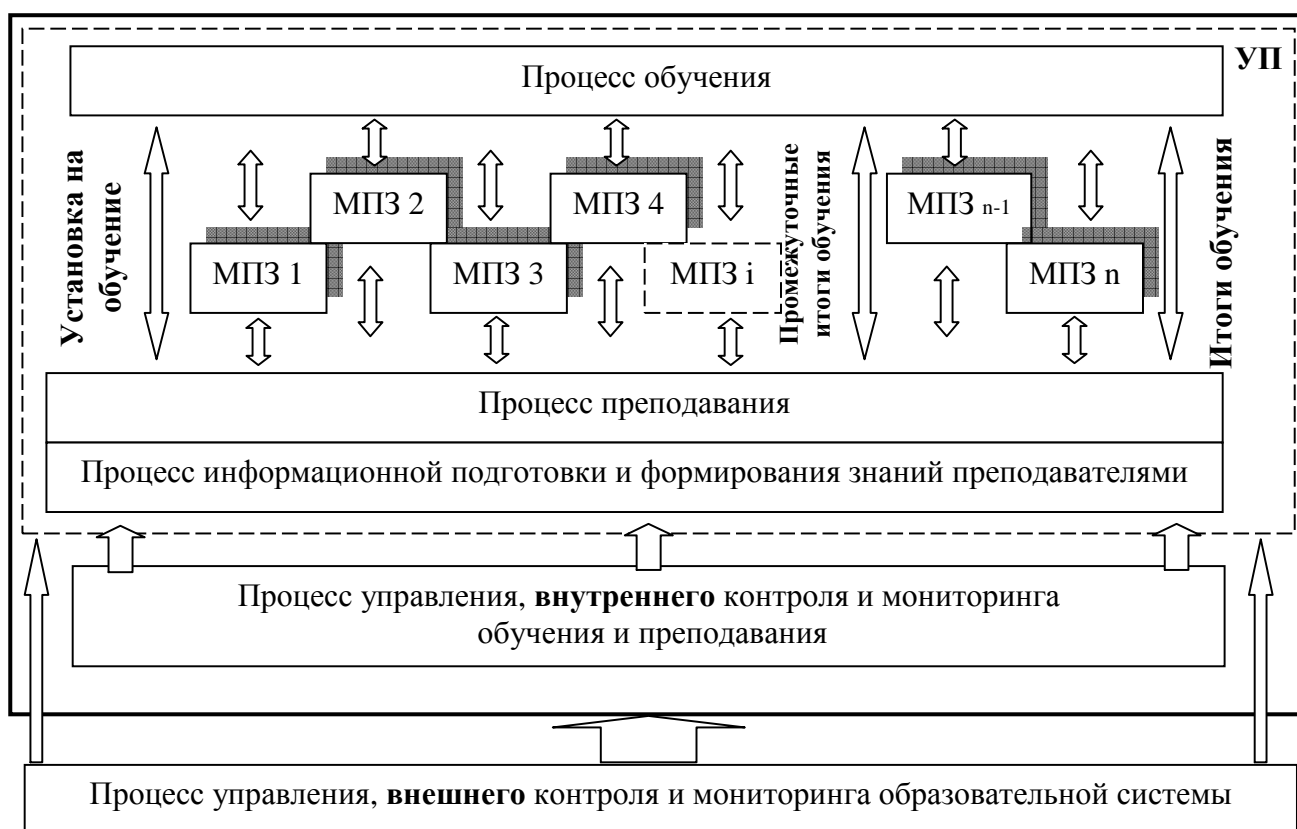 УП
Процесс обучения
Установка на
обучение
МПЗ 2
МПЗ 4
МПЗ n-1
МПЗ 1
МПЗ 3
МПЗ i
МПЗ n
Промежуточные
итоги обучения
Итоги обучения
Процесс преподавания
Процесс информационной подготовки и формирования знаний преподавателями
Процесс управления, внутреннего контроля и мониторинга
обучения и преподавания
Процесс управления, внешнего контроля и мониторинга образовательной системы